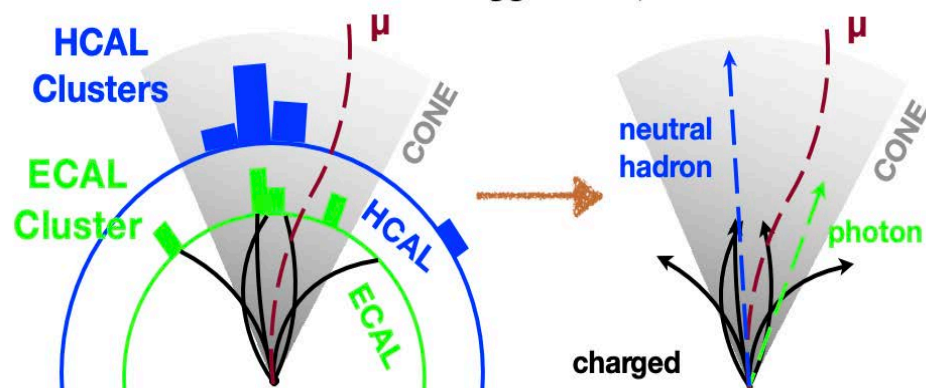 HCAL
Clusters
μ
CONE
ECAL
Cluster
HCAL
ECAL
μ
neutral
hadron
CONE
photon
charged